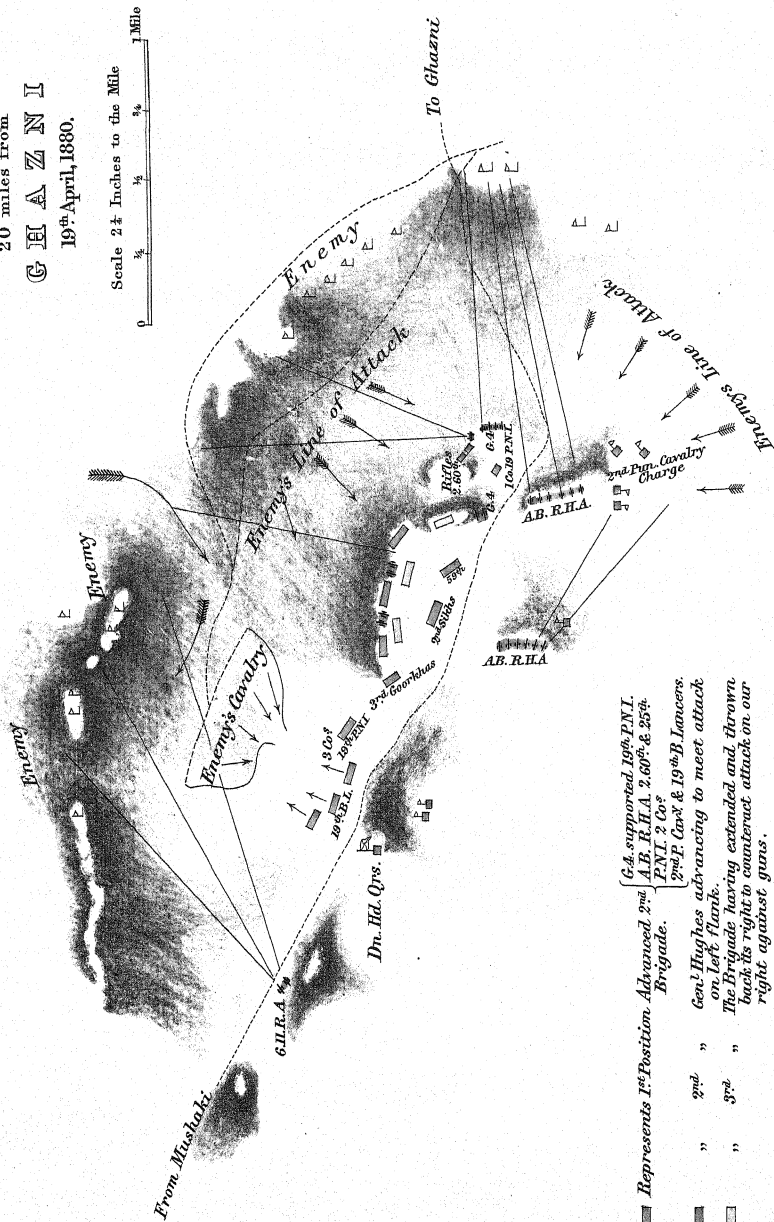 20 miles from
GHAZNI
19th. April, 1880.
Scale 2¾ Inches to the Mile
0 ¼ ½ ¾ 1 Mile
To Ghazni
Enemy
Enemy's Line of Attack
Enemys Line of Attack
Enemy
Enemy
Enemy's Cavalry
Rifles
2.60th
G.4.
1 Co. 19 P.N.I.
G.4.
A.B. R.H.A.
2nd Pun. Cavalry
Charge
59th
2nd Sikhs
A.B. R.H.A
3rd Goorkhas
3 Cos.
19th P.N.I
19th B.L.
Dn. Hd. Qrs.
6.11.R.A
From Mushaki
Represents 1st. Position Advanced 2nd Brigade.
G.4. supported 19th. P.N.I.
A.B. R.H.A. 2.60th. & 25th.
P.N.I. 2 Cos.
2nd P. Cavy. & 19th B. Lancers.
„ 2nd. „ Genl. Hughes advancing to meet attack
on left flank.
„ 3rd. „ The Brigade having extended and thrown
back its right to counteract attack on our
right against guns.